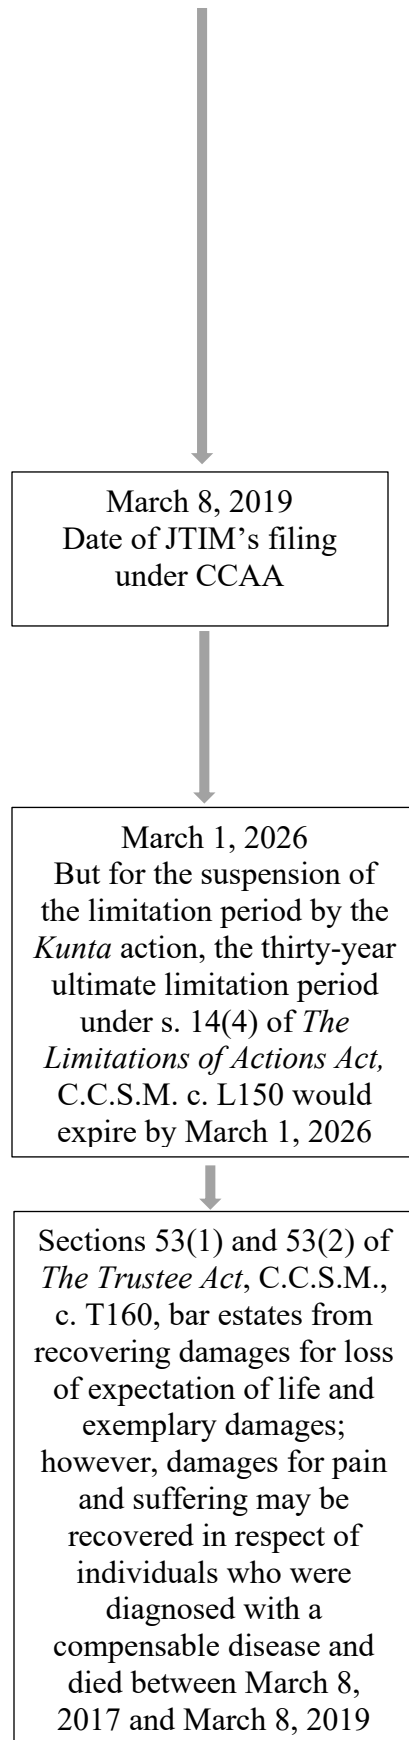 March 8, 2019
Date of JTIM’s filing
under CCAA
March 1, 2026
But for the suspension of
the limitation period by the
Kunta action, the thirty-year
ultimate limitation period
under s. 14(4) of The
Limitations of Actions Act,
C.C.S.M. c. L150 would
expire by March 1, 2026
Sections 53(1) and 53(2) of
The Trustee Act, C.C.S.M.,
c. T160, bar estates from
recovering damages for loss
of expectation of life and
exemplary damages;
however, damages for pain
and suffering may be
recovered in respect of
individuals who were
diagnosed with a
compensable disease and
died between March 8,
2017 and March 8, 2019